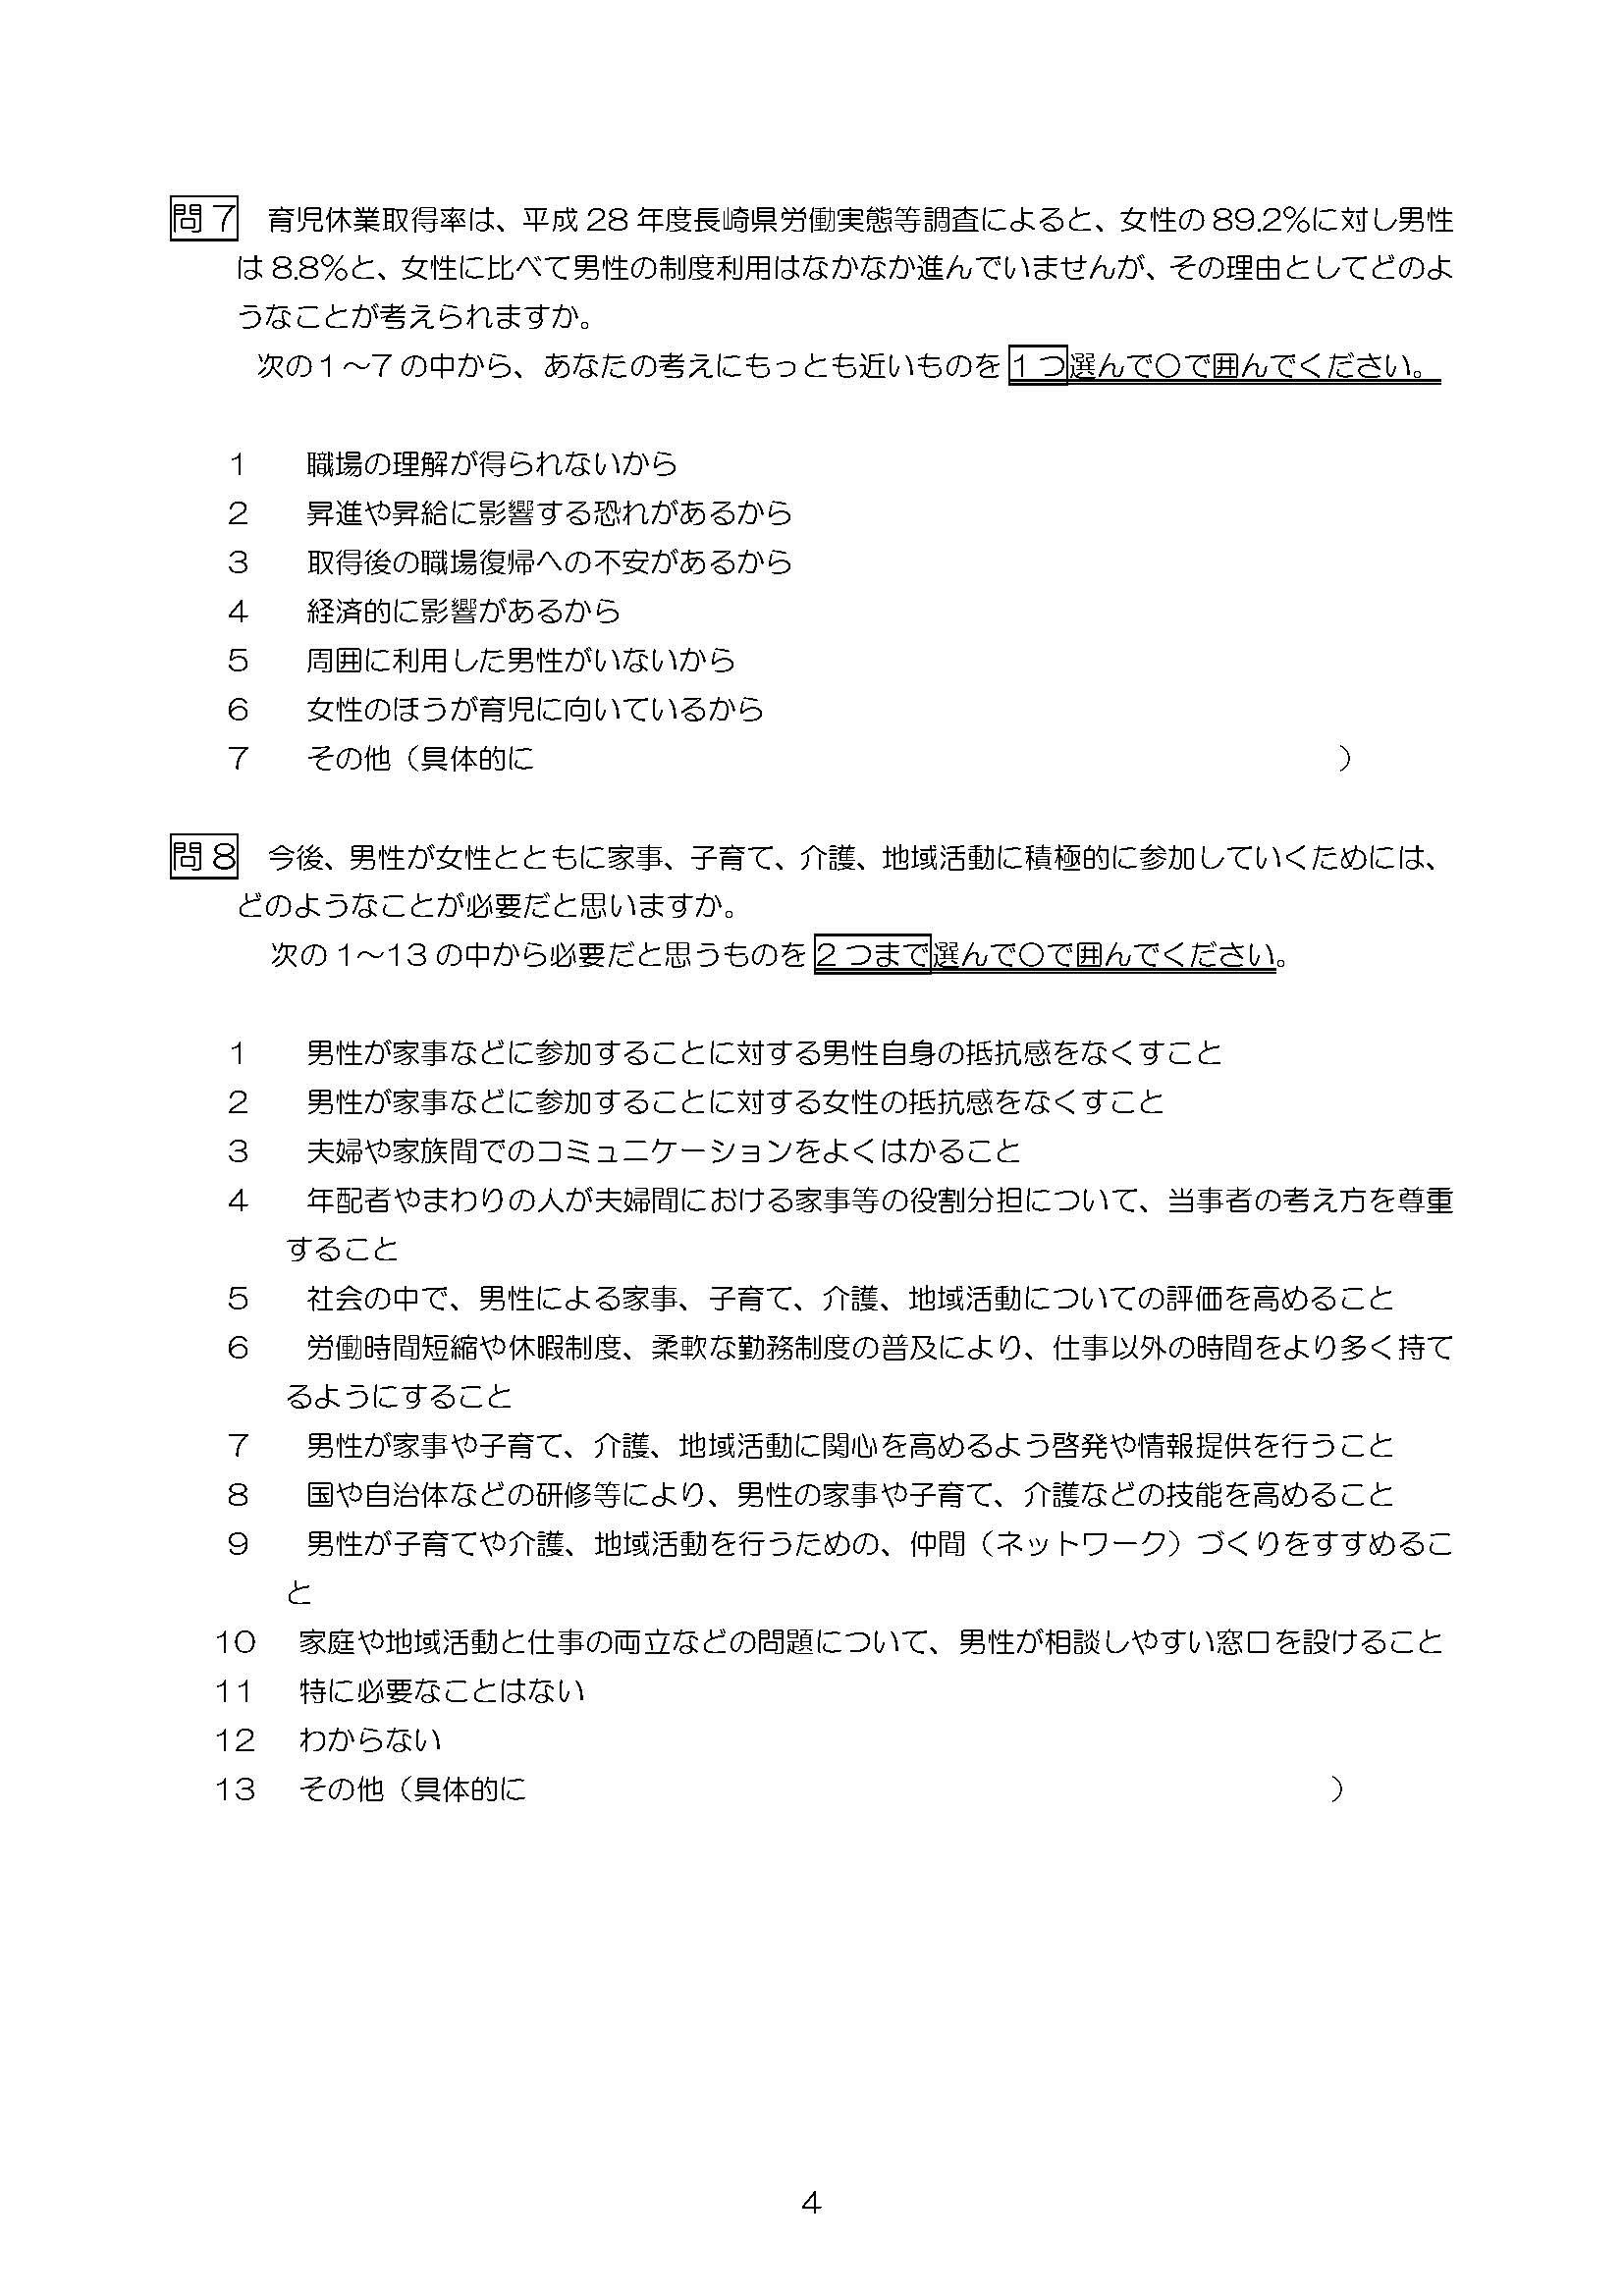 問７　育児休業取得率は、平成 28 年度長崎県労働実態等調査によると、女性の 89.2％に対し男性
は 8.8％と、女性に比べて男性の制度利用はなかなか進んでいませんが、その理由としてどのよ
うなことが考えられますか。
次の１～７の中から、あなたの考えにもっとも近いものを１つ選んで〇で囲んでください。
１　職場の理解が得られないから
２　昇進や昇給に影響する恐れがあるから
３　取得後の職場復帰への不安があるから
４　経済的に影響があるから
５　周囲に利用した男性がいないから
６　女性のほうが育児に向いているから
７　その他（具体的に　　　　　　　　　　　　　　　　　　　　　　　　　　　　）
問８　今後、男性が女性とともに家事、子育て、介護、地域活動に積極的に参加していくためには、
どのようなことが必要だと思いますか。
次の 1～13 の中から必要だと思うものを２つまで選んで〇で囲んでください。
１　男性が家事などに参加することに対する男性自身の抵抗感をなくすこと
２　男性が家事などに参加することに対する女性の抵抗感をなくすこと
３　夫婦や家族間でのコミュニケーションをよくはかること
４　年配者やまわりの人が夫婦間における家事等の役割分担について、当事者の考え方を尊重
すること
５　社会の中で、男性による家事、子育て、介護、地域活動についての評価を高めること
６　労働時間短縮や休暇制度、柔軟な勤務制度の普及により、仕事以外の時間をより多く持て
るようにすること
７　男性が家事や子育て、介護、地域活動に関心を高めるよう啓発や情報提供を行うこと
８　国や自治体などの研修等により、男性の家事や子育て、介護などの技能を高めること
９　男性が子育てや介護、地域活動を行うための、仲間（ネットワーク）づくりをすすめるこ
と
10　家庭や地域活動と仕事の両立などの問題について、男性が相談しやすい窓口を設けること
11　特に必要なことはない
12　わからない
13　その他（具体的に　　　　　　　　　　　　　　　　　　　　　　　　　　　　）
4